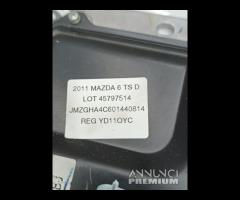 2011 MAZDA 6 TS D
LOT 45797514
JMZGHA4C601440814
REG YD11OYC
ANNUNCI
PREMIUM